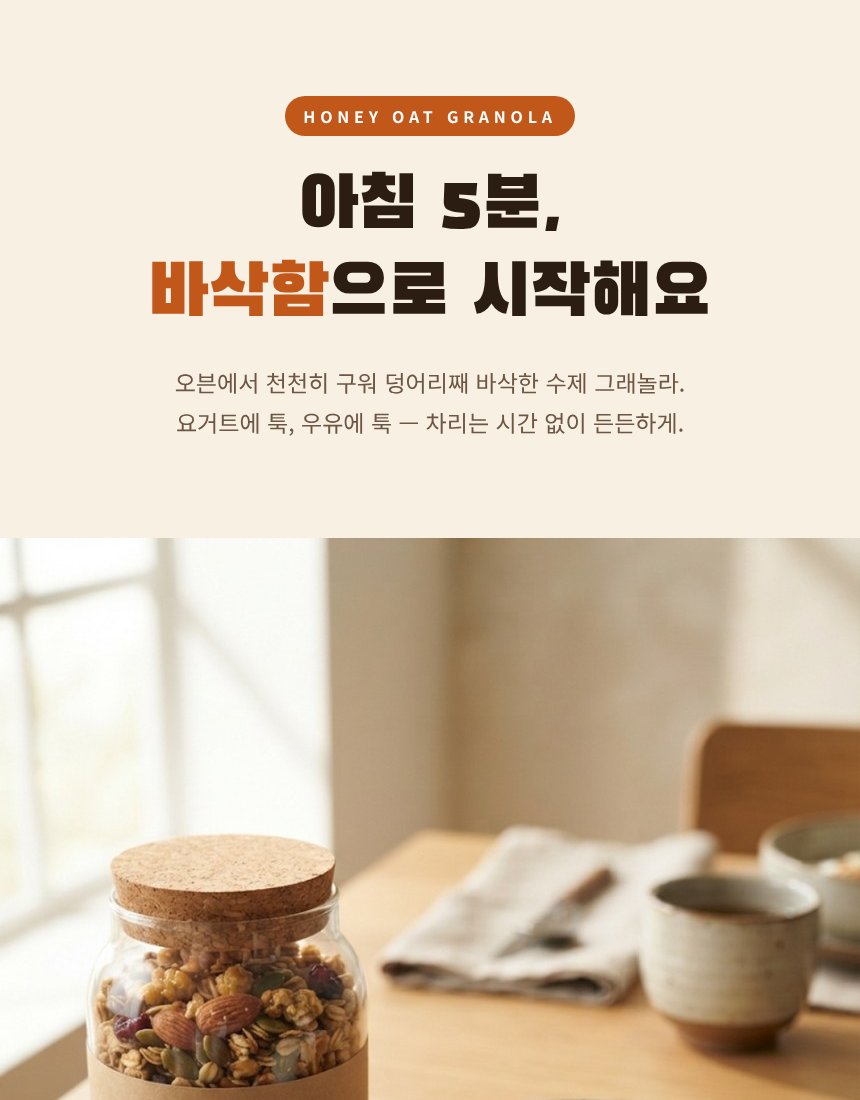 HONEY OAT GRANOLA
아침 5분,
바삭함으로 시작해요
오븐에서 천천히 구워 덩어리째 바삭한 수제 그래놀라.
요거트에 툭, 우유에 툭 — 차리는 시간 없이 든든하게.